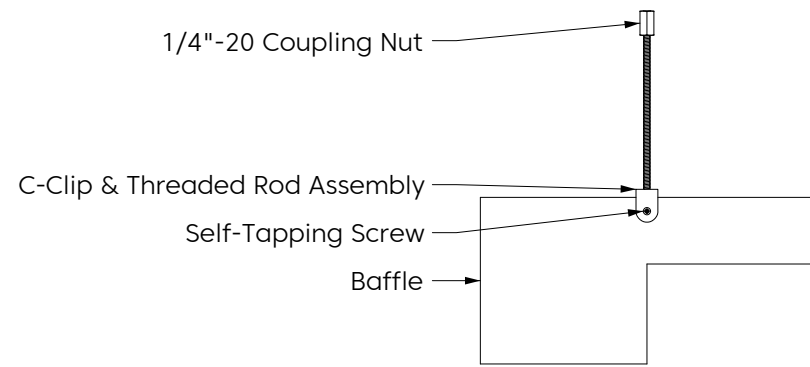 1/4"-20 Coupling Nut
C-Clip & Threaded Rod Assembly
Self-Tapping Screw
Baffle